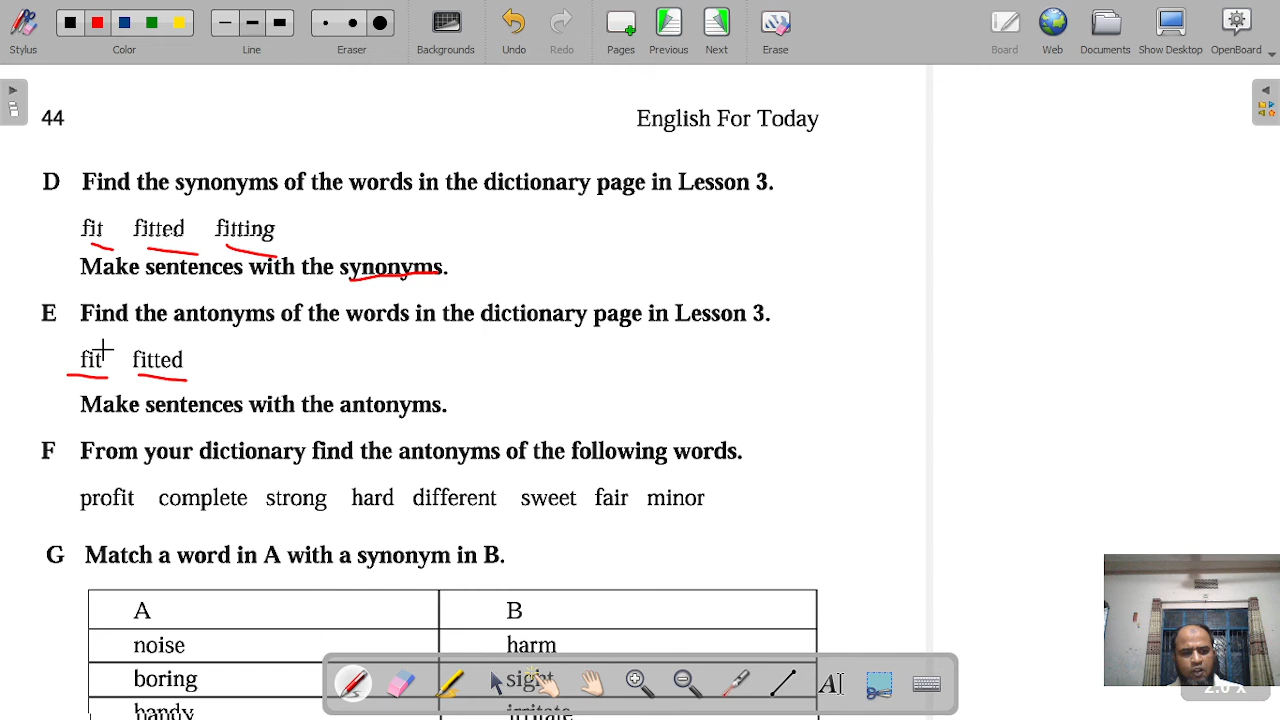 Stylus Color Line Eraser Backgrounds Undo Redo Pages Previous Next Erase Board Web Documents Show Desktop OpenBoard
44 English For Today
D Find the synonyms of the words in the dictionary page in Lesson 3.
fit fitted fitting
Make sentences with the synonyms.
E Find the antonyms of the words in the dictionary page in Lesson 3.
fit fitted
Make sentences with the antonyms.
F From your dictionary find the antonyms of the following words.
profit complete strong hard different sweet fair minor
G Match a word in A with a synonym in B.
A B
noise harm
boring sight
handy irritate
2.0 x